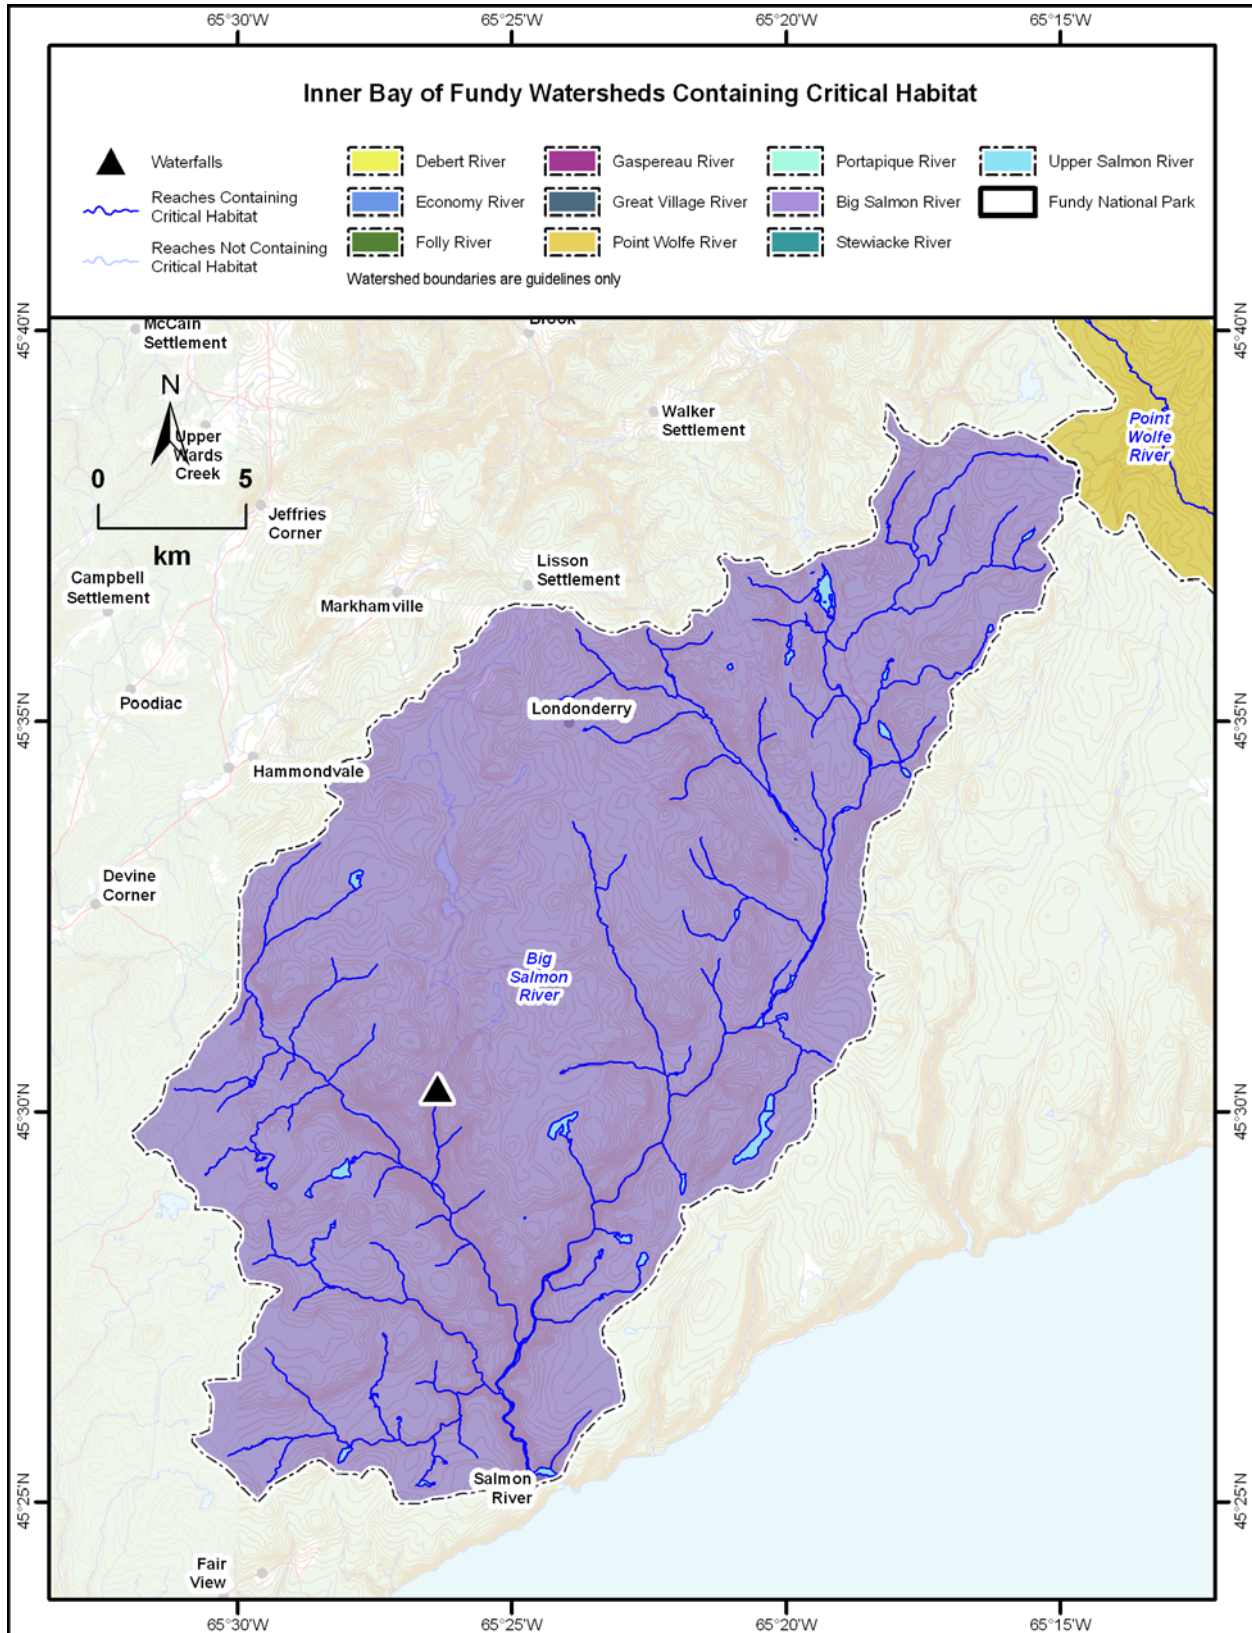 65°30'W 65°25'W 65°20'W 65°15'W
Inner Bay of Fundy Watersheds Containing Critical Habitat
Waterfalls
Reaches Containing
Critical Habitat
Reaches Not Containing
Critical Habitat
Debert River
Economy River
Folly River
Gaspereau River
Great Village River
Point Wolfe River
Portapique River
Big Salmon River
Stewiacke River
Upper Salmon River
Fundy National Park
Watershed boundaries are guidelines only
45°40'N
45°40'N
McCain
Settlement
Brook
N
Upper
Wards
Creek
0 5
km
Walker
Settlement
Point
Wolfe
River
Jeffries
Corner
Lisson
Settlement
Campbell
Settlement
Markhamville
Poodiac
Londonderry
45°35'N
45°35'N
Hammondvale
Devine
Corner
Big
Salmon
River
45°30'N
45°30'N
Salmon
River
45°25'N
45°25'N
Fair
View
65°30'W 65°25'W 65°20'W 65°15'W